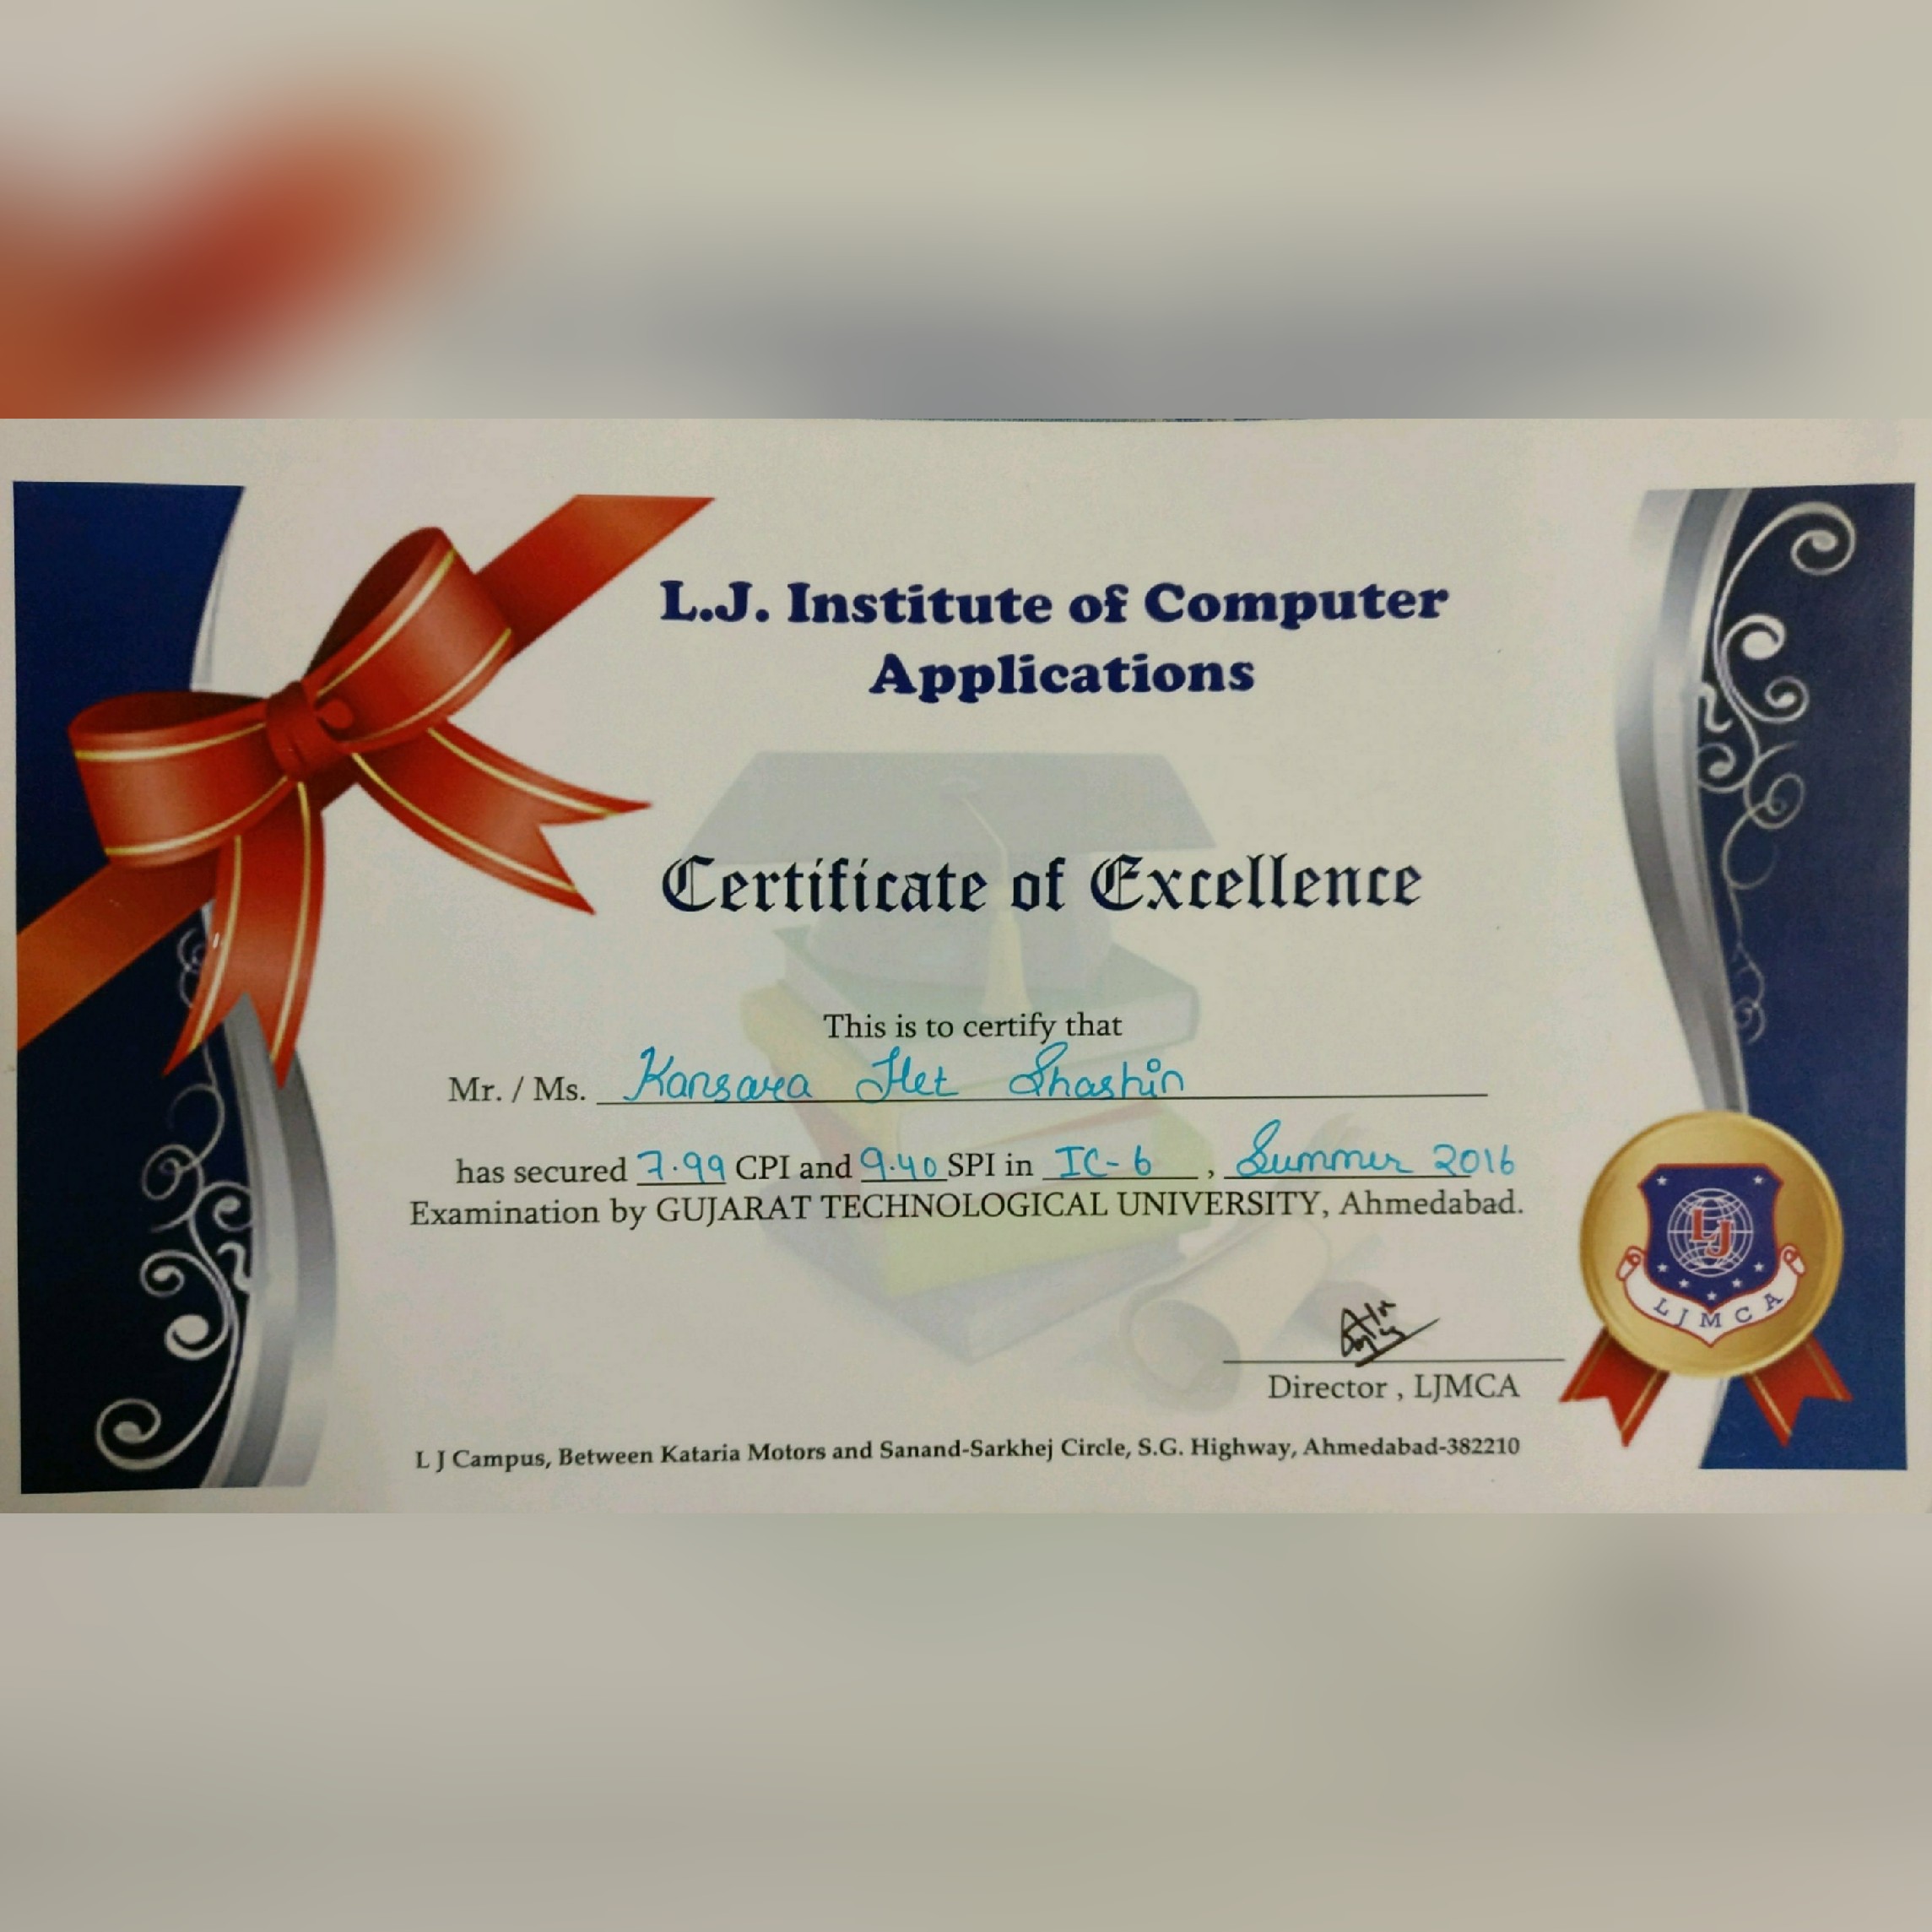 L.J. Institute of Computer
Applications
Certificate of Excellence
This is to certify that
Mr. / Ms. Kansara Het Shashin
has secured 7.99 CPI and 9.40 SPI in IC-6 , Summer 2016
Examination by GUJARAT TECHNOLOGICAL UNIVERSITY, Ahmedabad.
LJ
LJMCA
Director , LJMCA
L J Campus, Between Kataria Motors and Sanand-Sarkhej Circle, S.G. Highway, Ahmedabad-382210